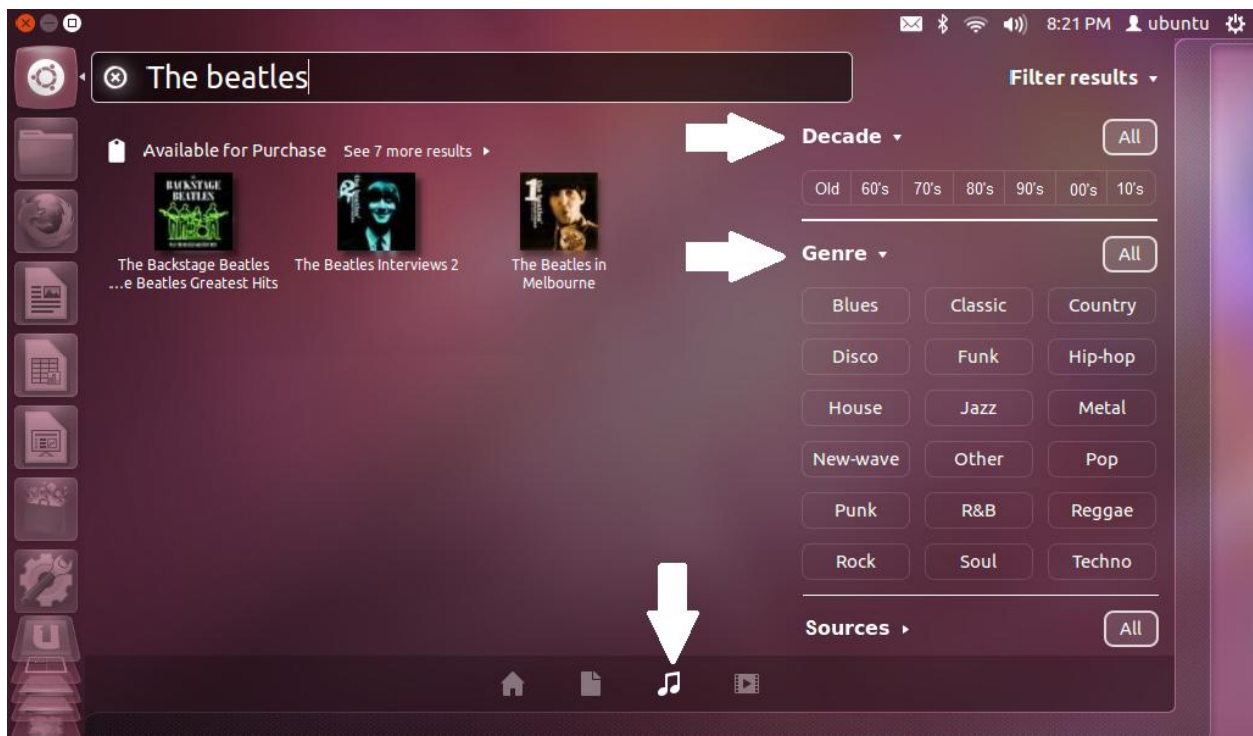 8:21 PM ubuntu
The beatles
Filter results
Available for Purchase See 7 more results
BACKSTAGE
BEATLES
The Backstage Beatles
...e Beatles Greatest Hits
The Beatles Interviews 2
The Beatles in
Melbourne
Decade All
Old 60's 70's 80's 90's 00's 10's
Genre All
Blues Classic Country
Disco Funk Hip-hop
House Jazz Metal
New-wave Other Pop
Punk R&B Reggae
Rock Soul Techno
Sources All
U